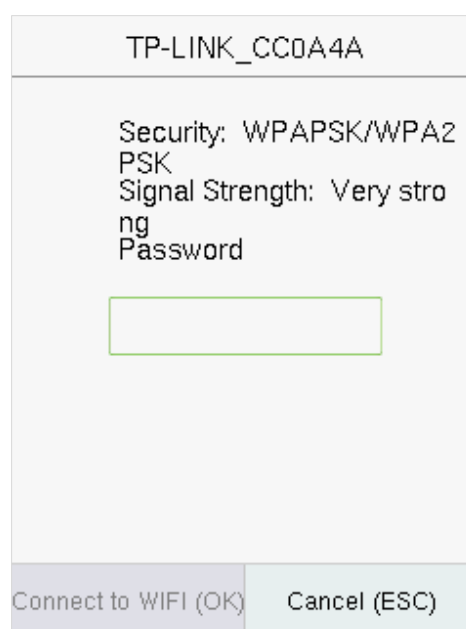 TP-LINK_CC0A4A
Security: WPAPSK/WPA2
PSK
Signal Strength: Very stro
ng
Password
Connect to WIFI (OK)
Cancel (ESC)